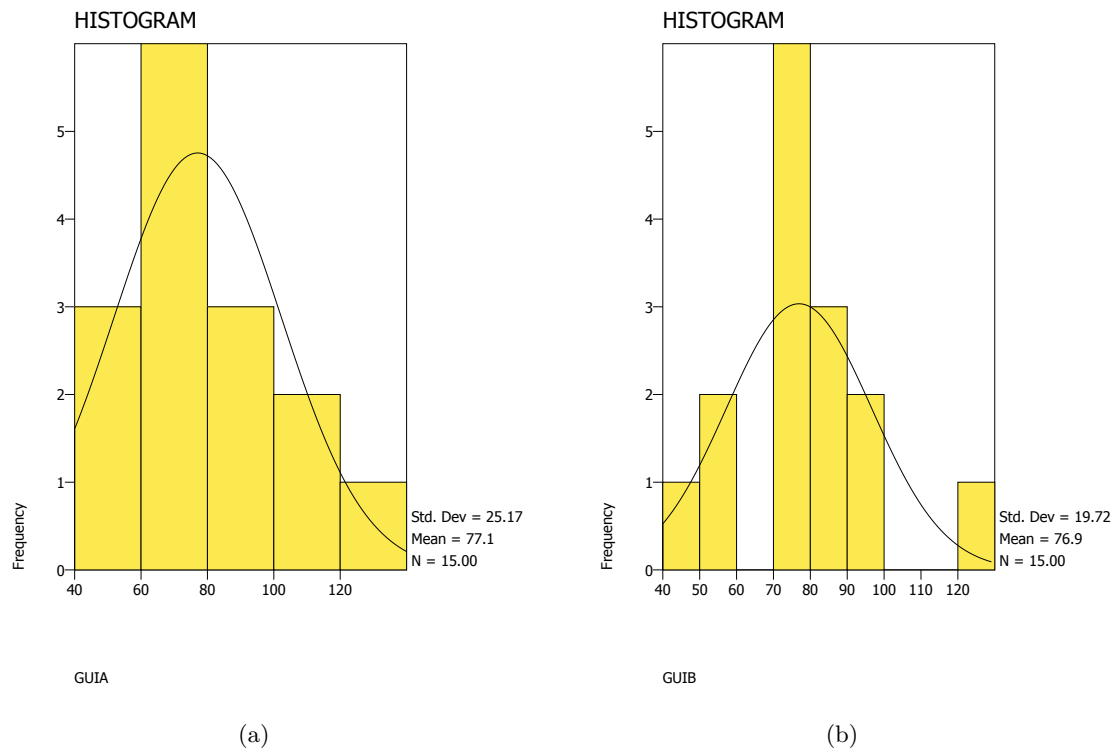 HISTOGRAM
5
4
3
2
1
0
Frequency
40 60 80 100 120
Std. Dev = 25.17
Mean = 77.1
N = 15.00
GUIA
(a)
HISTOGRAM
5
4
3
2
1
0
Frequency
40 50 60 70 80 90 100 110 120
Std. Dev = 19.72
Mean = 76.9
N = 15.00
GUIB
(b)